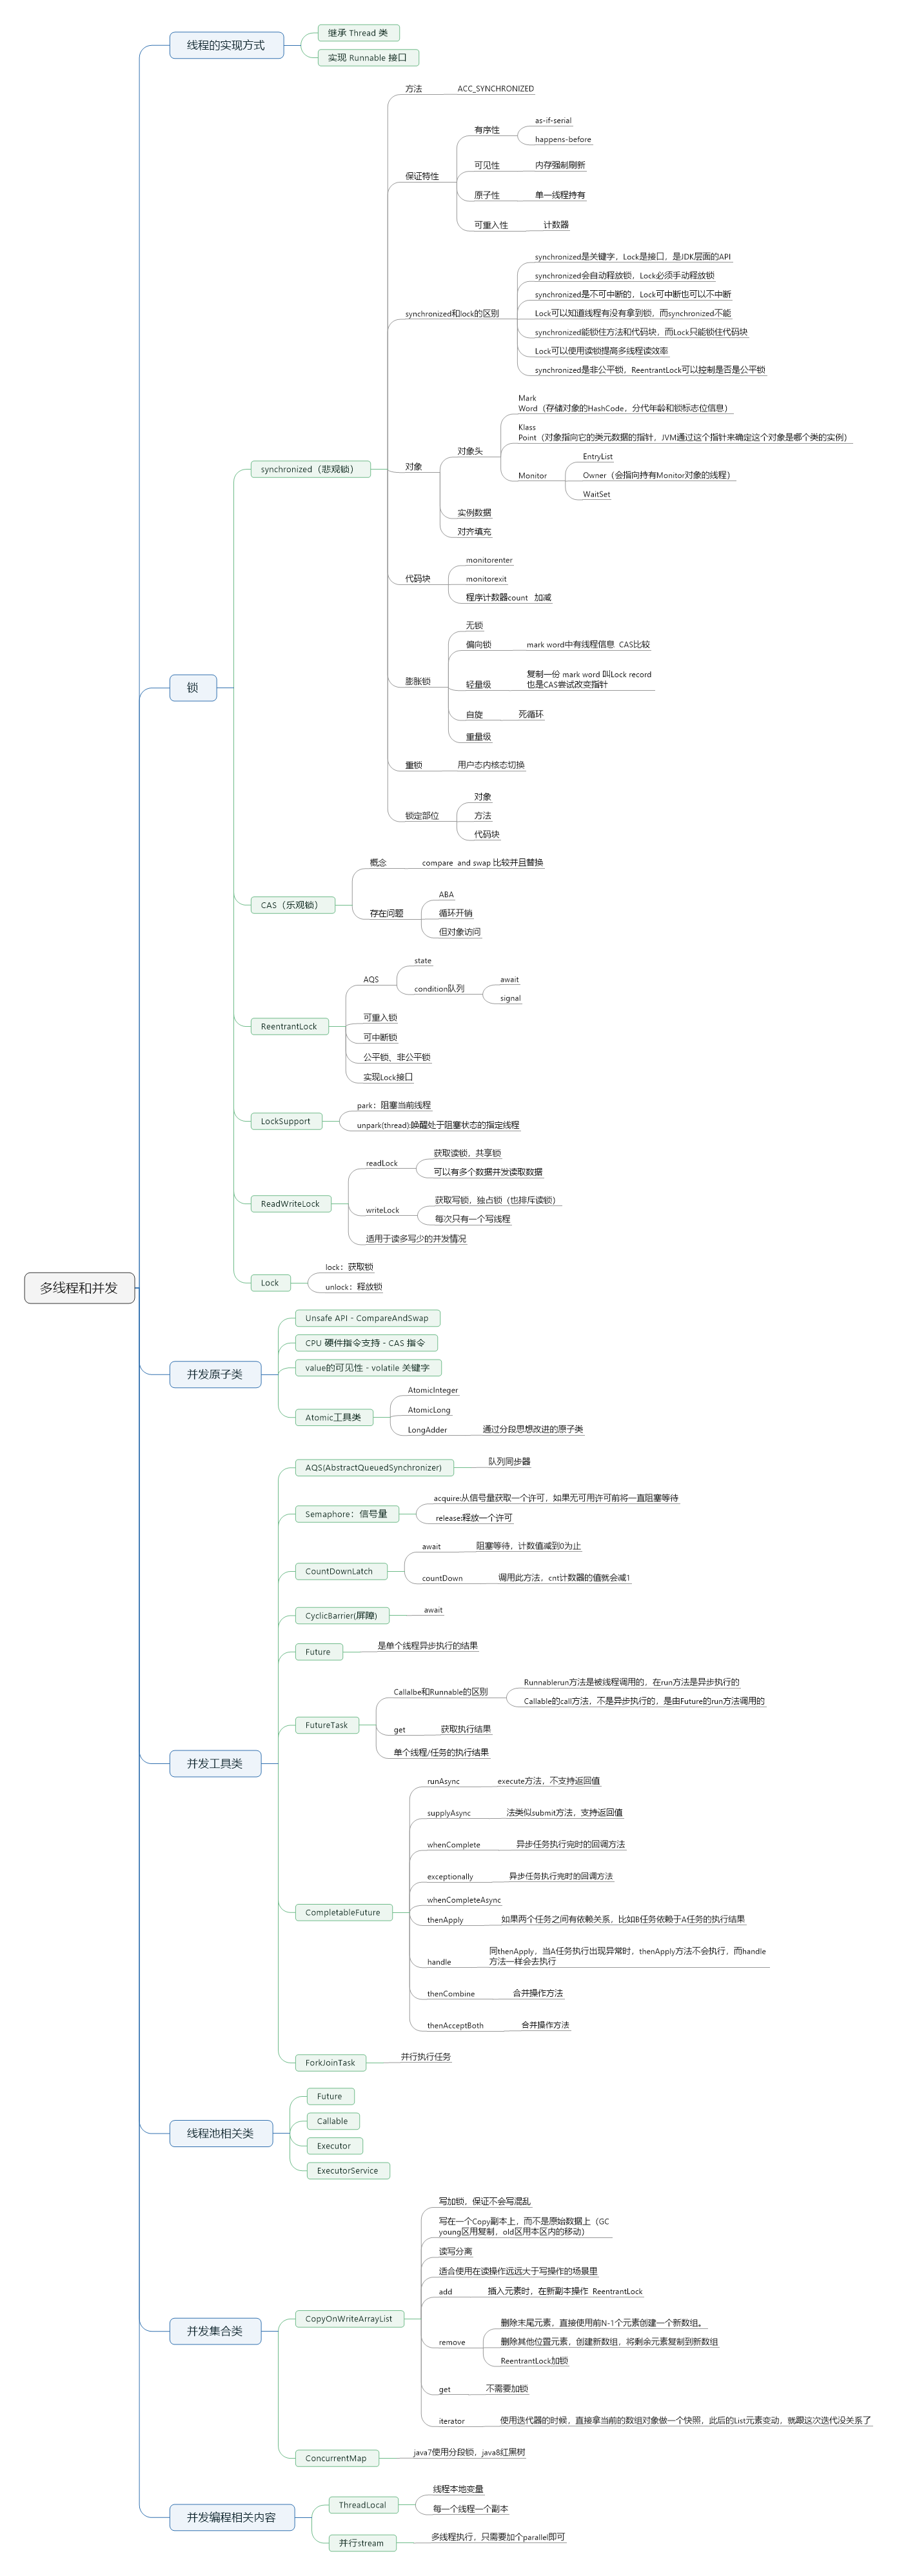 线程的实现方式
继承 Thread 类
实现 Runnable 接口
方法
ACC_SYNCHRONIZED
保证特性
有序性
as-if-serial
happens-before
可见性
内存强制刷新
原子性
单一线程持有
可重入性
计数器
synchronized和lock的区别
synchronized是关键字，Lock是接口，是JDK层面的API
synchronized会自动释放锁，Lock必须手动释放锁
synchronized是不可中断的，Lock可中断也可以不中断
Lock可以知道线程有没有拿到锁，而synchronized不能
synchronized能锁住方法和代码块，而Lock只能锁住代码块
Lock可以使用读锁提高多线程读效率
synchronized是非公平锁，ReentrantLock可以控制是否是公平锁
synchronized（悲观锁）
对象
对象头
Mark
Word（存储对象的HashCode，分代年龄和锁标志位信息）
Klass
Point（对象指向它的类元数据的指针，JVM通过这个指针来确定这个对象是哪个类的实例）
Monitor
EntryList
Owner（会指向持有Monitor对象的线程）
WaitSet
实例数据
对齐填充
代码块
monitorenter
monitorexit
程序计数器count 加减
锁
膨胀锁
无锁
偏向锁
mark word中有线程信息 CAS比较
轻量级
复制一份 mark word 叫Lock record
也是CAS尝试改变指针
自旋
死循环
重量级
重锁
用户态内核态切换
锁定部位
对象
方法
代码块
CAS（乐观锁）
概念
compare and swap 比较并且替换
存在问题
ABA
循环开销
但对象访问
ReentrantLock
AQS
state
condition队列
await
signal
可重入锁
可中断锁
公平锁、非公平锁
实现Lock接口
LockSupport
park：阻塞当前线程
unpark(thread):唤醒处于阻塞状态的指定线程
ReadWriteLock
readLock
获取读锁，共享锁
可以有多个数据并发读取数据
writeLock
获取写锁，独占锁（也排斥读锁）
每次只有一个写线程
适用于读多写少的并发情况
Lock
lock：获取锁
unlock：释放锁
多线程和并发
并发原子类
Unsafe API - CompareAndSwap
CPU 硬件指令支持 - CAS 指令
value的可见性 - volatile 关键字
Atomic工具类
AtomicInteger
AtomicLong
LongAdder
通过分段思想改进的原子类
并发工具类
AQS(AbstractQueuedSynchronizer)
队列同步器
Semaphore：信号量
acquire:从信号量获取一个许可，如果无可用许可前将一直阻塞等待
release:释放一个许可
CountDownLatch
await
阻塞等待，计数值减到0为止
countDown
调用此方法，cnt计数器的值就会减1
CyclicBarrier(屏障)
await
Future
是单个线程异步执行的结果
FutureTask
Callalbe和Runnable的区别
Runnablerun方法是被线程调用的，在run方法是异步执行的
Callable的call方法，不是异步执行的，是由Future的run方法调用的
get
获取执行结果
单个线程/任务的执行结果
CompletableFuture
runAsync
execute方法，不支持返回值
supplyAsync
法类似submit方法，支持返回值
whenComplete
异步任务执行完时的回调方法
exceptionally
异步任务执行完时的回调方法
whenCompleteAsync
thenApply
如果两个任务之间有依赖关系，比如B任务依赖于A任务的执行结果
handle
同thenApply，当A任务执行出现异常时，thenApply方法不会执行，而handle
方法一样会去执行
thenCombine
合并操作方法
thenAcceptBoth
合并操作方法
ForkJoinTask
并行执行任务
线程池相关类
Future
Callable
Executor
ExecutorService
并发集合类
CopyOnWriteArrayList
写加锁，保证不会写混乱
写在一个Copy副本上，而不是原始数据上（GC
young区用复制，old区用本区内的移动）
读写分离
适合使用在读操作远远大于写操作的场景里
add
插入元素时，在新副本操作 ReentrantLock
remove
删除末尾元素，直接使用前N-1个元素创建一个新数组。
删除其他位置元素，创建新数组，将剩余元素复制到新数组
ReentrantLock加锁
get
不需要加锁
iterator
使用迭代器的时候，直接拿当前的数组对象做一个快照，此后的List元素变动，就跟这次迭代没关系了
ConcurrentMap
java7使用分段锁，java8红黑树
并发编程相关内容
ThreadLocal
线程本地变量
每一个线程一个副本
并行stream
多线程执行，只需要加个parallel即可